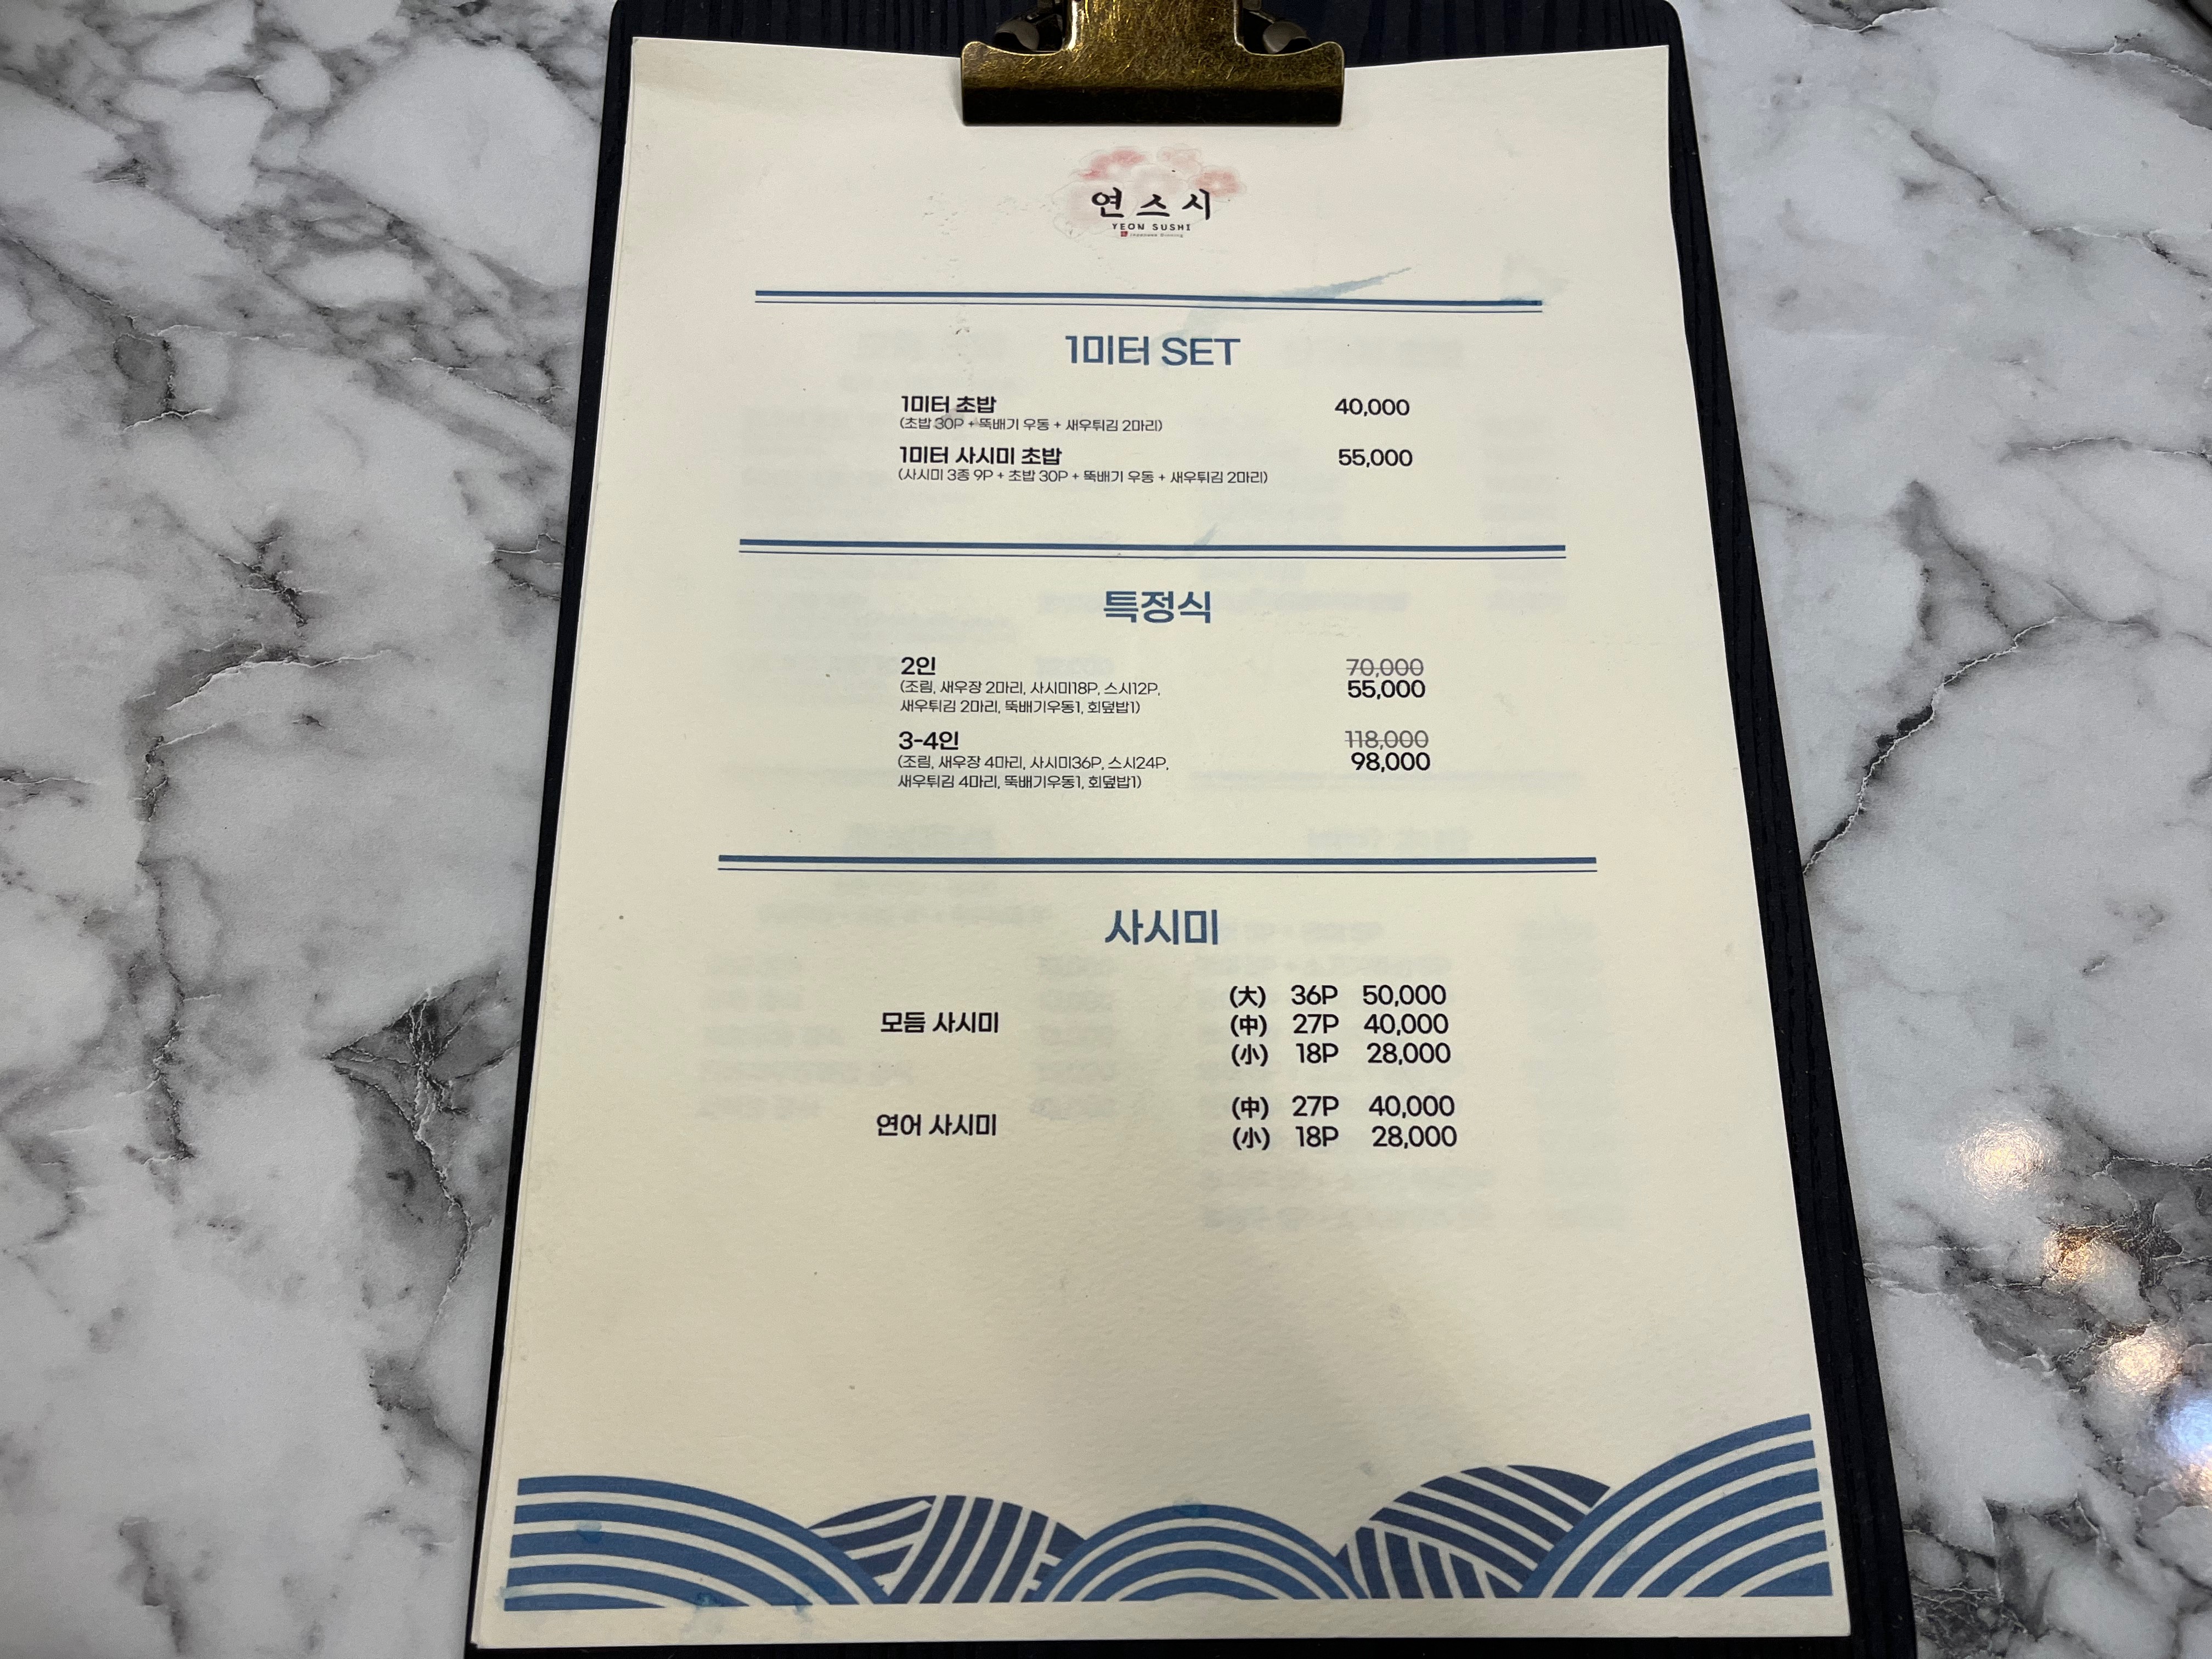 연스시
YEON SUSHI
1미터 SET
1미터 초밥 40,000
(초밥 30P + 뚝배기 우동 + 새우튀김 2마리)
1미터 사시미 초밥 55,000
(사시미 3종 9P + 초밥 30P + 뚝배기 우동 + 새우튀김 2마리)
특정식
2인 70,000
(조림, 새우장 2마리, 사시미18P, 스시12P, 55,000
새우튀김 2마리, 뚝배기우동1, 회덮밥1)
3-4인 118,000
(조림, 새우장 4마리, 사시미36P, 스시24P, 98,000
새우튀김 4마리, 뚝배기우동1, 회덮밥1)
사시미
모듬 사시미
(大) 36P 50,000
(中) 27P 40,000
(小) 18P 28,000
연어 사시미
(中) 27P 40,000
(小) 18P 28,000